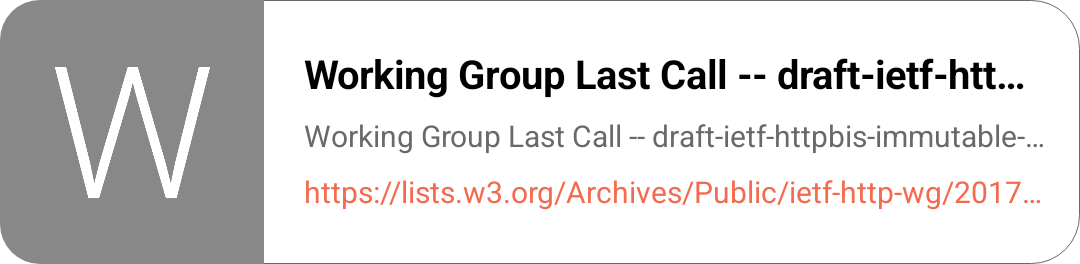 W
Working Group Last Call -- draft-ietf-htt...
Working Group Last Call -- draft-ietf-httpbis-immutable-...
https://lists.w3.org/Archives/Public/ietf-http-wg/2017...